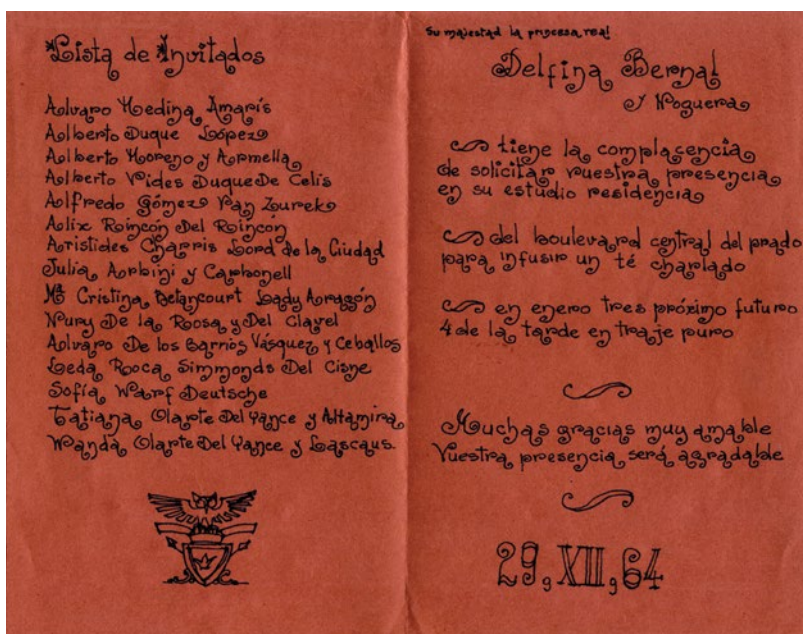 Lista de Invitados
Alvaro Medina Amarís
Alberto Duque López
Alberto Moreno y Armella
Alberto Vides Duque De Celis
Alfredo Gómez Van Zurek
Alix Rincón Del Rincón
Aristides Charris Lord de la Ciudad
Julia Arbini y Carbonell
Mª Cristina Betancourt Lady Aragón
Nury De la Rosa y Del Clavel
Alvaro De los Barrios Vásquez y Ceballos
Leda Roca Simmonds Del Cisne
Sofía Warf Deutsche
Tatiana Olarte Del Yance y Altamira
Wanda Olarte Del Yance y Lascaus
Su majestad la princesa real
Delfina Bernal
y Noguera
tiene la complacencia
de solicitar vuestra presencia
en su estudio residencia
del boulevard central del prado
para infusir un té charlado
en enero tres próximo futuro
4 de la tarde en traje puro
Muchas gracias muy amable
Vuestra presencia será agradable
29, XII, 64